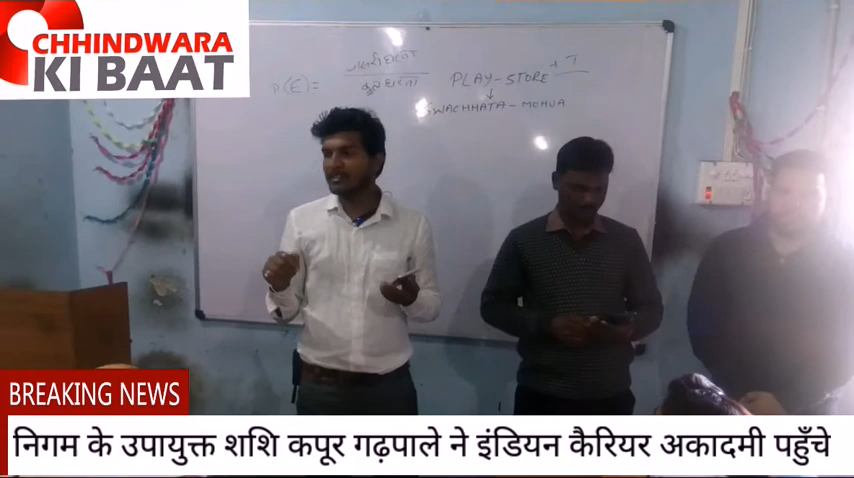 CHHINDWARA
KI BAAT
P(E) =
कुल घटना
PLAY-STORE
↓
SWACHHATA - MOHUA
BREAKING NEWS
निगम के उपायुक्त शशि कपूर गढ़पाले ने इंडियन कैरियर अकादमी पहुँचे